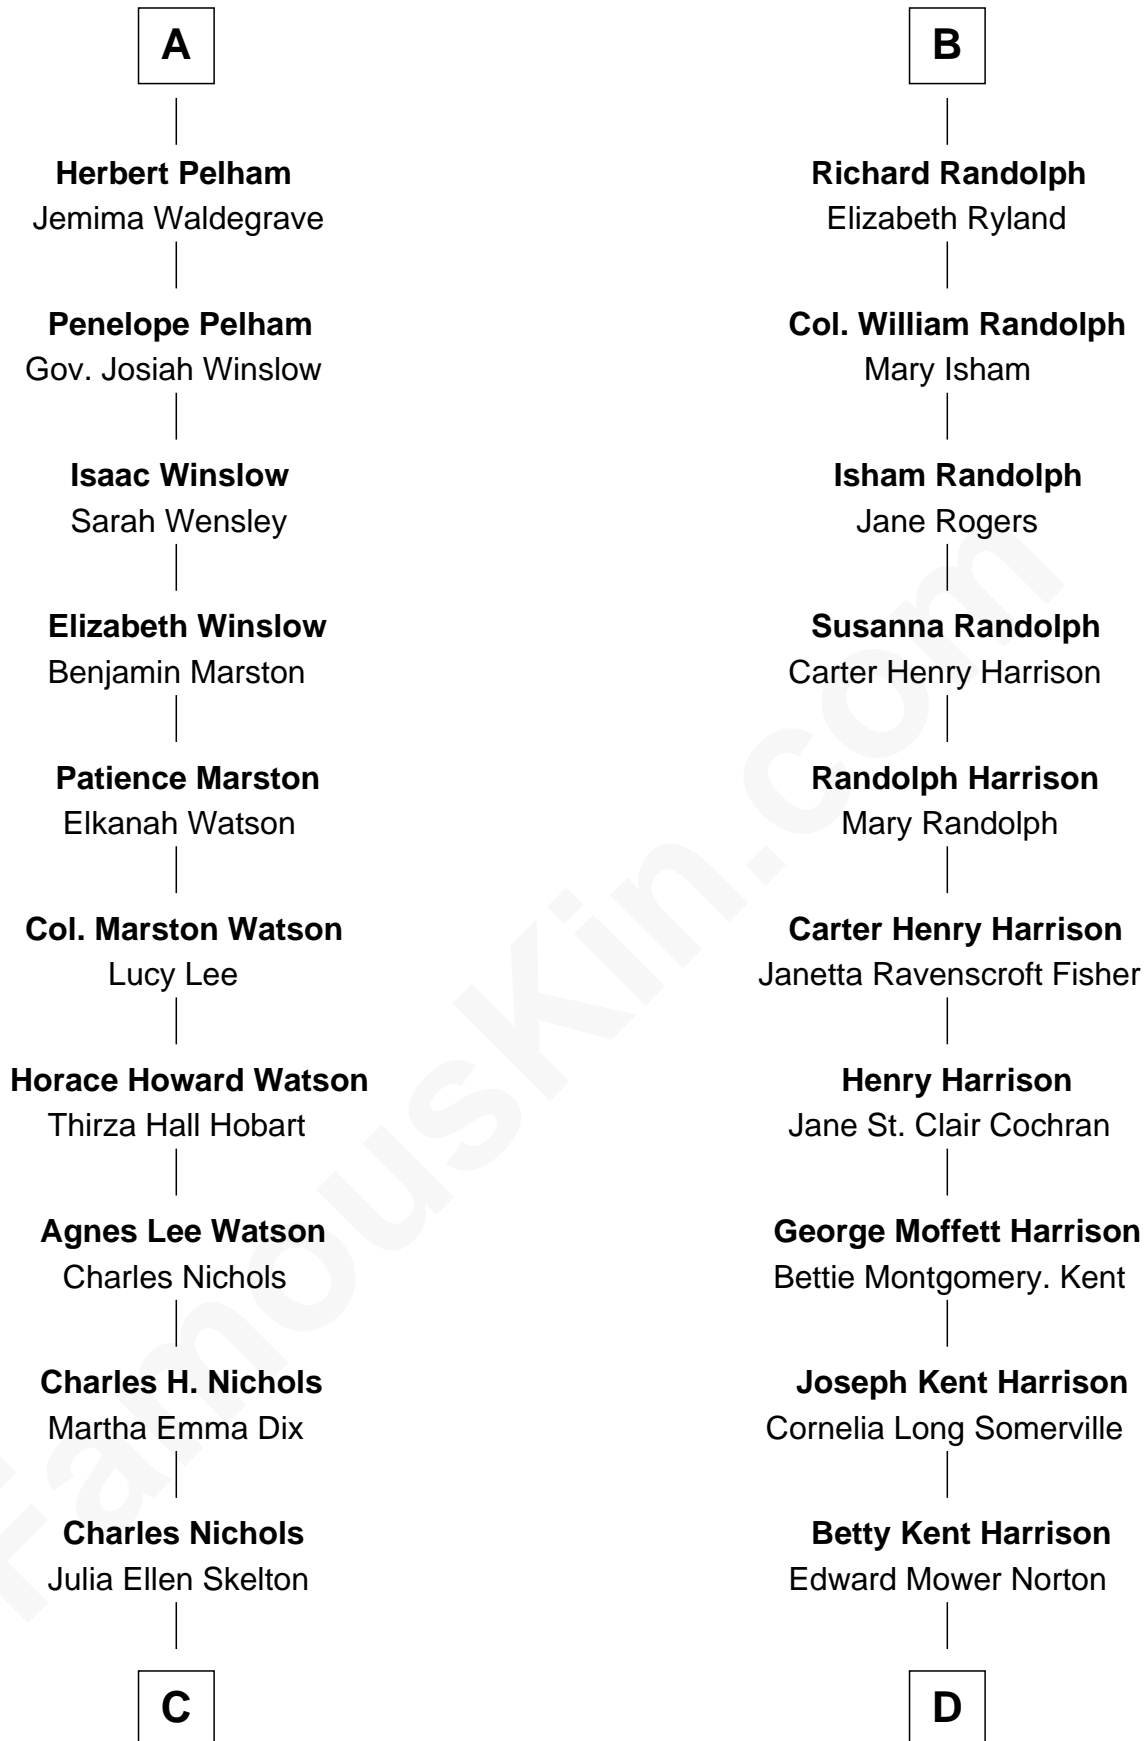 A
Herbert Pelham
Jemima Waldegrave
Penelope Pelham
Gov. Josiah Winslow
Isaac Winslow
Sarah Wensley
Elizabeth Winslow
Benjamin Marston
Patience Marston
Elkanah Watson
Col. Marston Watson
Lucy Lee
Horace Howard Watson
Thirza Hall Hobart
Agnes Lee Watson
Charles Nichols
Charles H. Nichols
Martha Emma Dix
Charles Nichols
Julia Ellen Skelton
C
B
Richard Randolph
Elizabeth Ryland
Col. William Randolph
Mary Isham
Isham Randolph
Jane Rogers
Susanna Randolph
Carter Henry Harrison
Randolph Harrison
Mary Randolph
Carter Henry Harrison
Janetta Ravenscroft Fisher
Henry Harrison
Jane St. Clair Cochran
George Moffett Harrison
Bettie Montgomery. Kent
Joseph Kent Harrison
Cornelia Long Somerville
Betty Kent Harrison
Edward Mower Norton
D
FamousKin.com